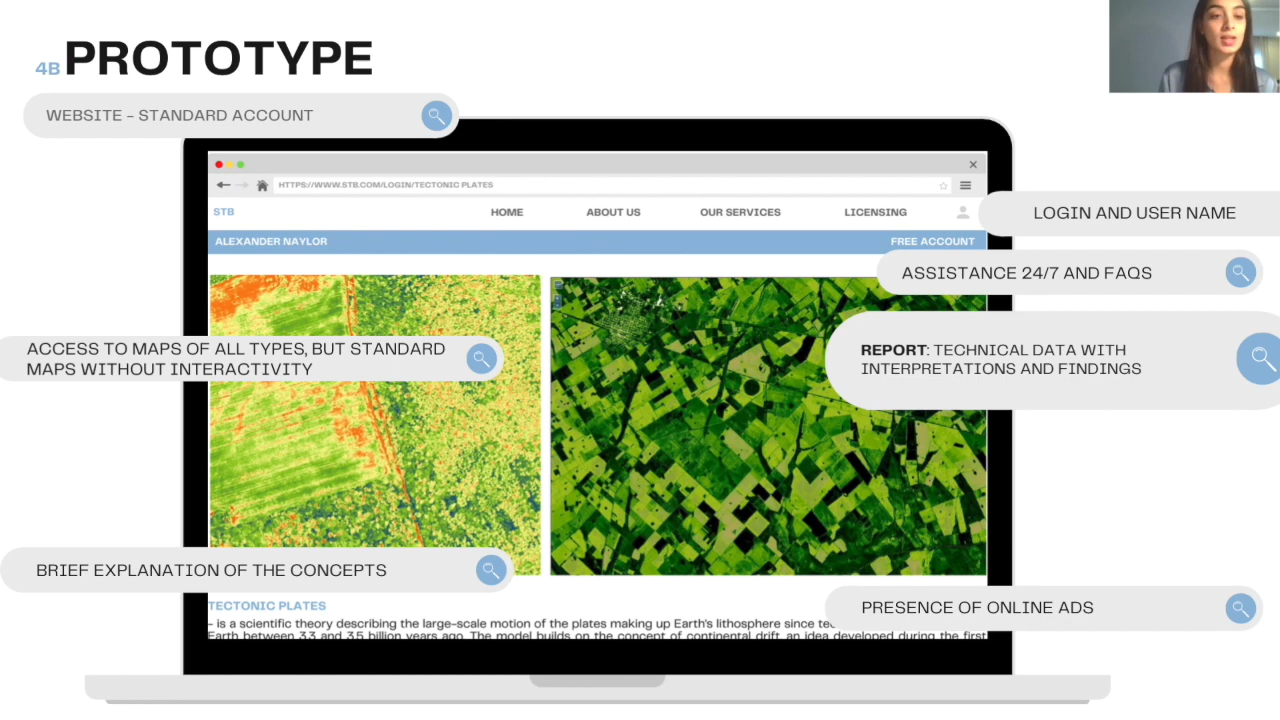 4B PROTOTYPE
WEBSITE – STANDARD ACCOUNT
HTTPS://WWW.STB.COM/LOGIN/TECTONIC PLATES
STB HOME ABOUT US OUR SERVICES LICENSING
LOGIN AND USER NAME
ALEXANDER NAYLOR FREE ACCOUNT
ASSISTANCE 24/7 AND FAQS
ACCESS TO MAPS OF ALL TYPES, BUT STANDARD
MAPS WITHOUT INTERACTIVITY
REPORT: TECHNICAL DATA WITH
INTERPRETATIONS AND FINDINGS
BRIEF EXPLANATION OF THE CONCEPTS
PRESENCE OF ONLINE ADS
TECTONIC PLATES
– is a scientific theory describing the large-scale motion of the plates making up Earth's lithosphere since
Earth between 3.3 and 3.5 billion years ago. The model builds on the concept of continental drift, an idea developed during the first